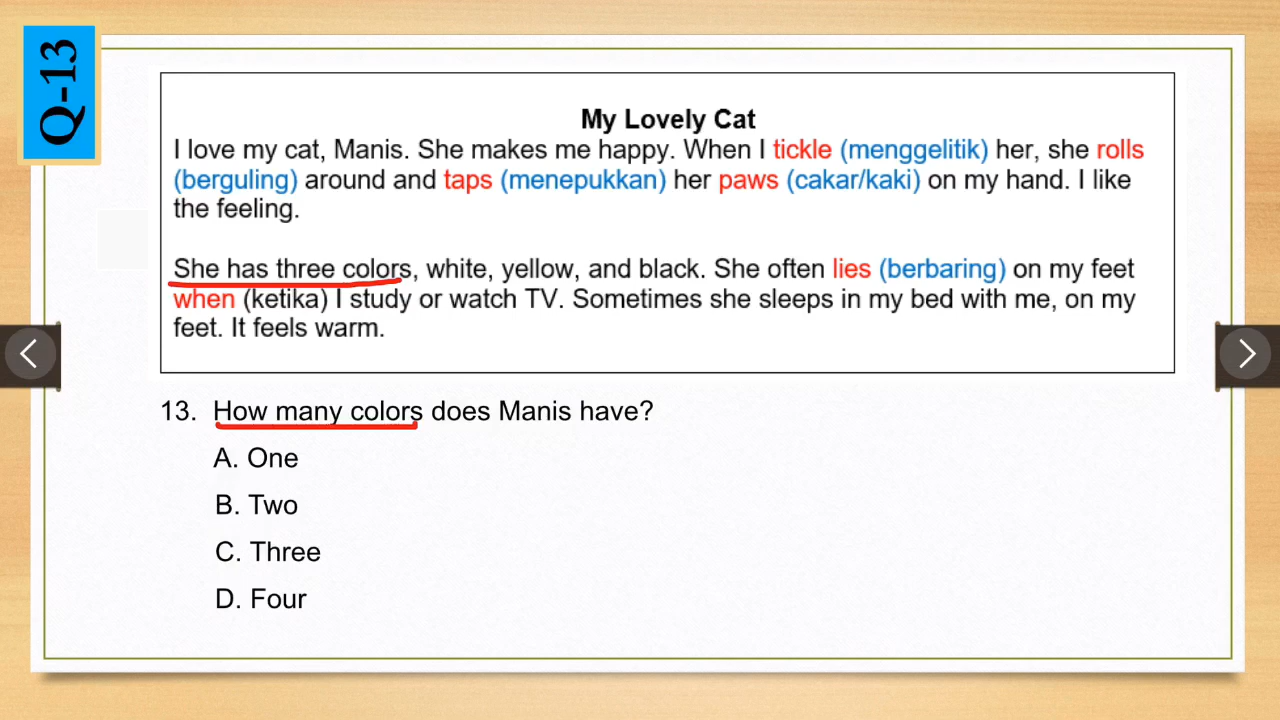 Q-13
My Lovely Cat
I love my cat, Manis. She makes me happy. When I tickle (menggelitik) her, she rolls
(berguling) around and taps (menepukkan) her paws (cakar/kaki) on my hand. I like
the feeling.
She has three colors, white, yellow, and black. She often lies (berbaring) on my feet
when (ketika) I study or watch TV. Sometimes she sleeps in my bed with me, on my
feet. It feels warm.
13. How many colors does Manis have?
A. One
B. Two
C. Three
D. Four